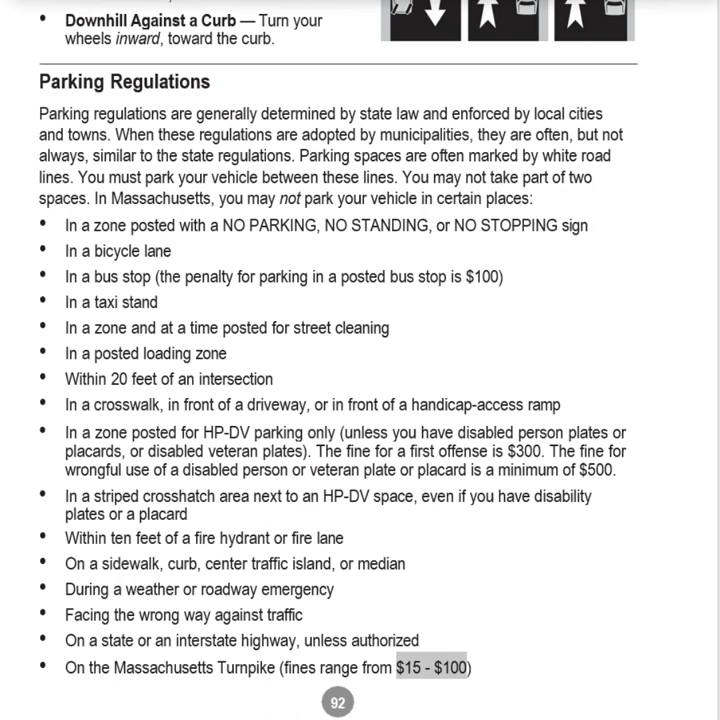 • Downhill Against a Curb — Turn your
wheels inward, toward the curb.
Parking Regulations
Parking regulations are generally determined by state law and enforced by local cities
and towns. When these regulations are adopted by municipalities, they are often, but not
always, similar to the state regulations. Parking spaces are often marked by white road
lines. You must park your vehicle between these lines. You may not take part of two
spaces. In Massachusetts, you may not park your vehicle in certain places:
• In a zone posted with a NO PARKING, NO STANDING, or NO STOPPING sign
• In a bicycle lane
• In a bus stop (the penalty for parking in a posted bus stop is $100)
• In a taxi stand
• In a zone and at a time posted for street cleaning
• In a posted loading zone
• Within 20 feet of an intersection
• In a crosswalk, in front of a driveway, or in front of a handicap-access ramp
• In a zone posted for HP-DV parking only (unless you have disabled person plates or
placards, or disabled veteran plates). The fine for a first offense is $300. The fine for
wrongful use of a disabled person or veteran plate or placard is a minimum of $500.
• In a striped crosshatch area next to an HP-DV space, even if you have disability
plates or a placard
• Within ten feet of a fire hydrant or fire lane
• On a sidewalk, curb, center traffic island, or median
• During a weather or roadway emergency
• Facing the wrong way against traffic
• On a state or an interstate highway, unless authorized
• On the Massachusetts Turnpike (fines range from $15 - $100)
92